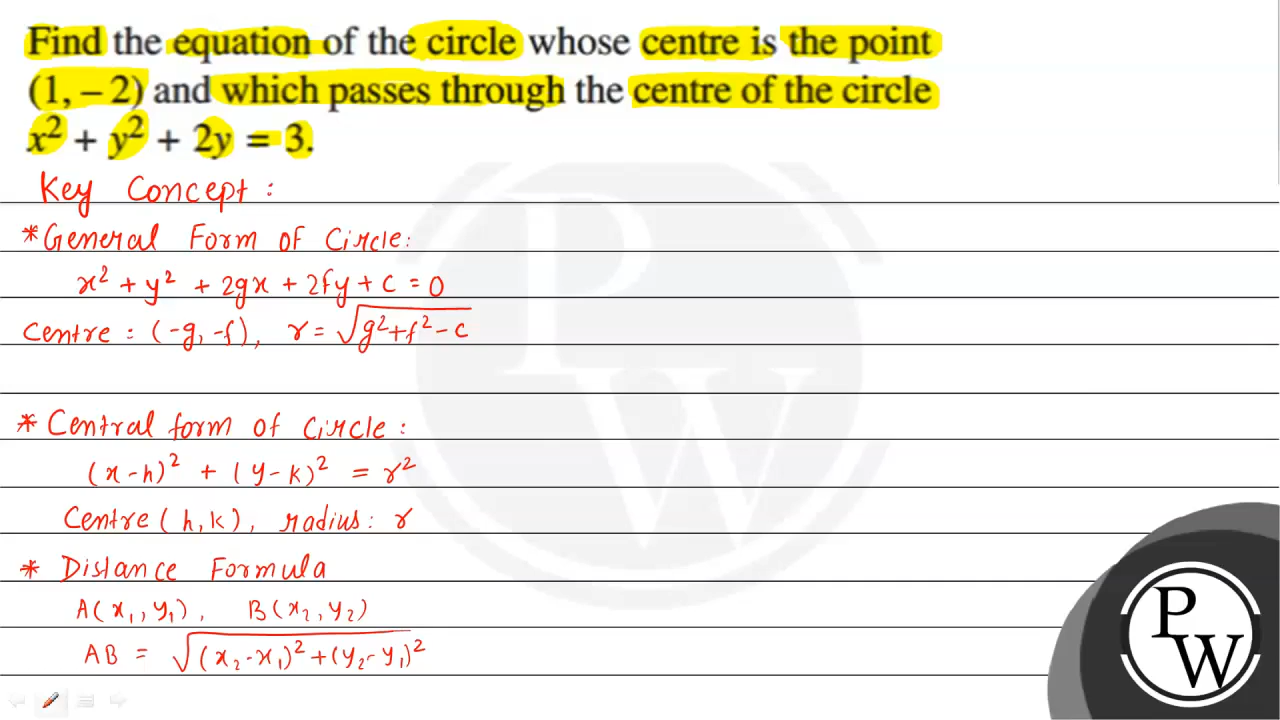 Find the equation of the circle whose centre is the point
(1, – 2) and which passes through the centre of the circle
x² + y² + 2y = 3.
Key Concept :
*General Form of Circle:
x² + y² + 2gx + 2fy + c = 0
Centre : (-g, -f), r = √(g²+f²-c)
* Central form of Circle :
(x-h)² + (y-k)² = r²
Centre (h,k), radius: r
* Distance Formula
A(x₁, y₁), B(x₂, y₂)
AB = √((x₂-x₁)²+(y₂-y₁)²)
PW
PW